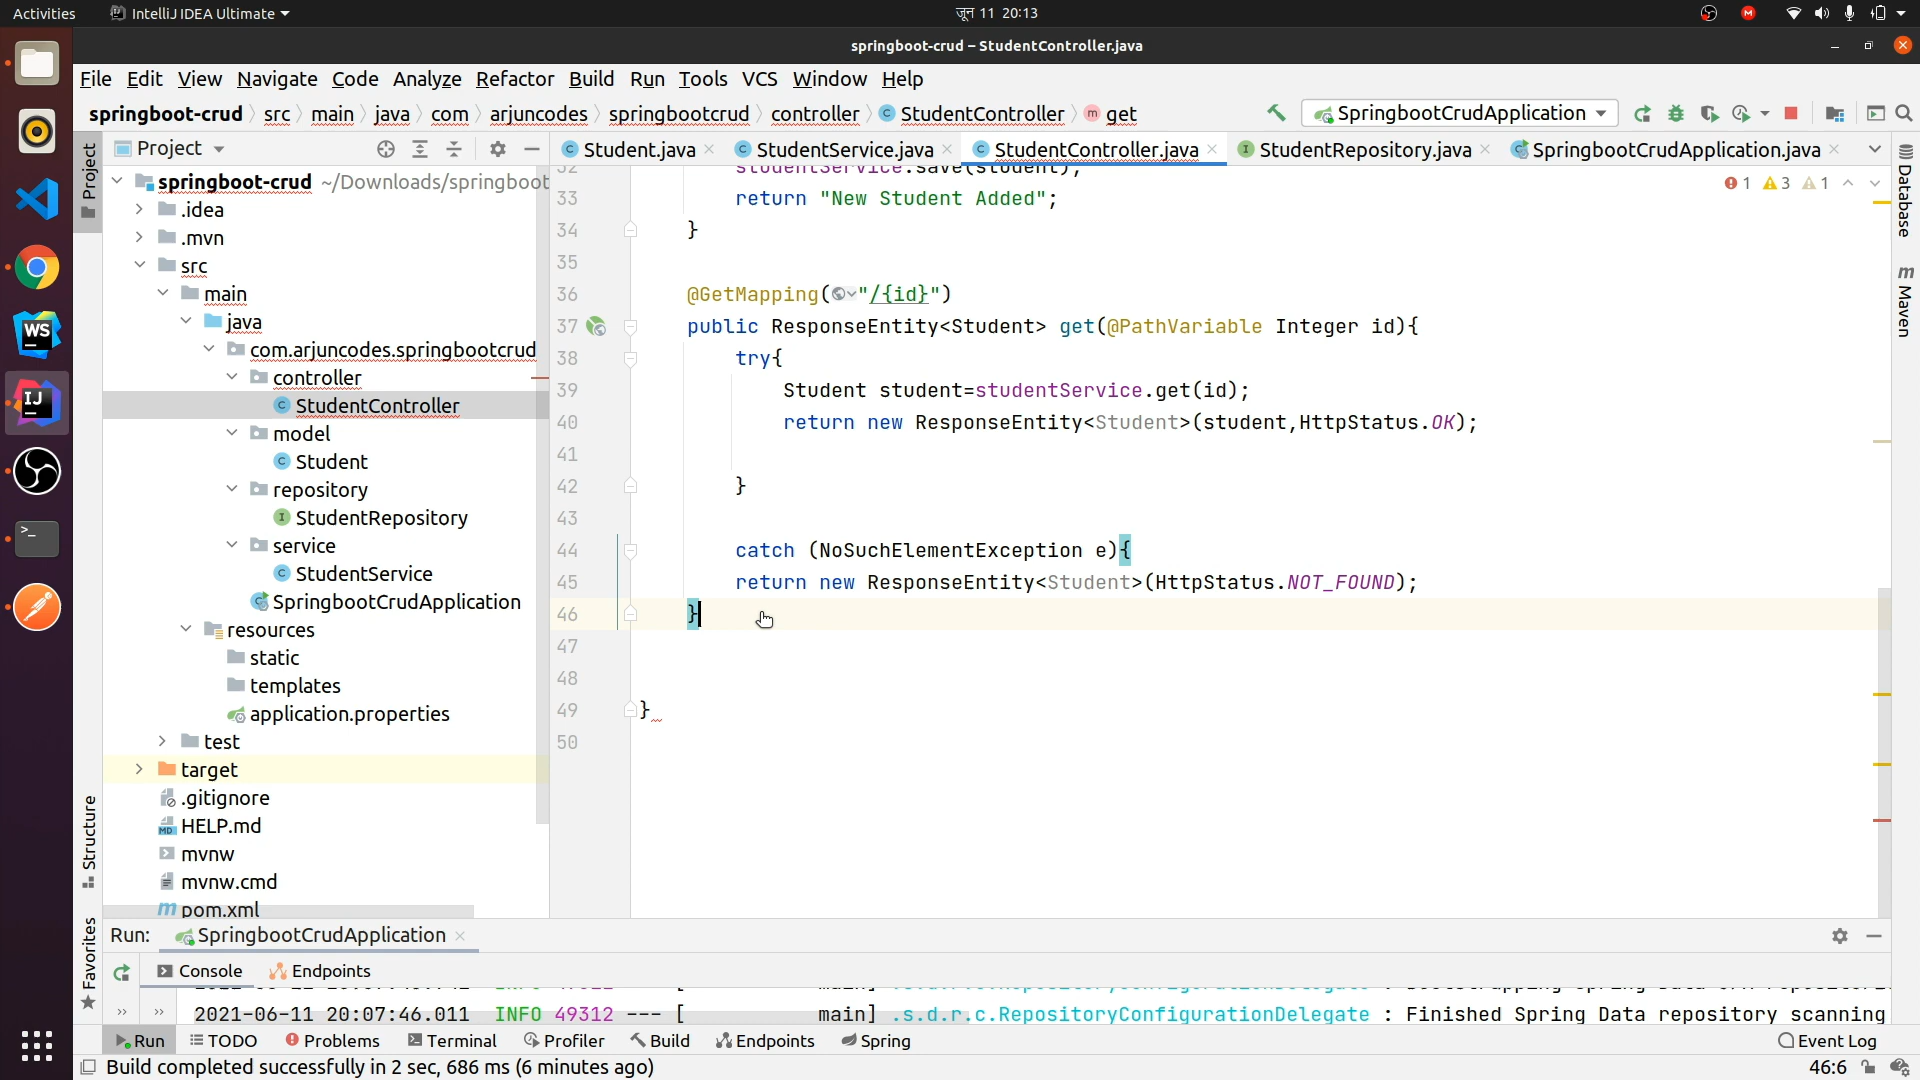 Activities IntelliJ IDEA Ultimate जून 11 20:13
springboot-crud – StudentController.java
File Edit View Navigate Code Analyze Refactor Build Run Tools VCS Window Help
springboot-crud src main java com arjuncodes springbootcrud controller StudentController get SpringbootCrudApplication
Project Student.java StudentService.java StudentController.java StudentRepository.java SpringbootCrudApplication.java
Project
Structure
Favorites
Database
Maven
springboot-crud ~/Downloads/springboot
.idea
.mvn
src
main
java
com.arjuncodes.springbootcrud
controller
StudentController
model
Student
repository
StudentRepository
service
StudentService
SpringbootCrudApplication
resources
static
templates
application.properties
test
target
.gitignore
HELP.md
mvnw
mvnw.cmd
pom.xml
1 3 1
32 studentService.save(student);
33 return "New Student Added";
34 }
35
36 @GetMapping("/{id}")
37 public ResponseEntity<Student> get(@PathVariable Integer id){
38 try{
39 Student student=studentService.get(id);
40 return new ResponseEntity<Student>(student,HttpStatus.OK);
41
42 }
43
44 catch (NoSuchElementException e){
45 return new ResponseEntity<Student>(HttpStatus.NOT_FOUND);
46 }
47
48
49 }
50
Run: SpringbootCrudApplication
Console Endpoints
2021-06-11 20:07:46.011 INFO 49312 --- [ main] .s.d.r.c.RepositoryConfigurationDelegate : Finished Spring Data repository scanning
Run TODO Problems Terminal Profiler Build Endpoints Spring Event Log
Build completed successfully in 2 sec, 686 ms (6 minutes ago) 46:6